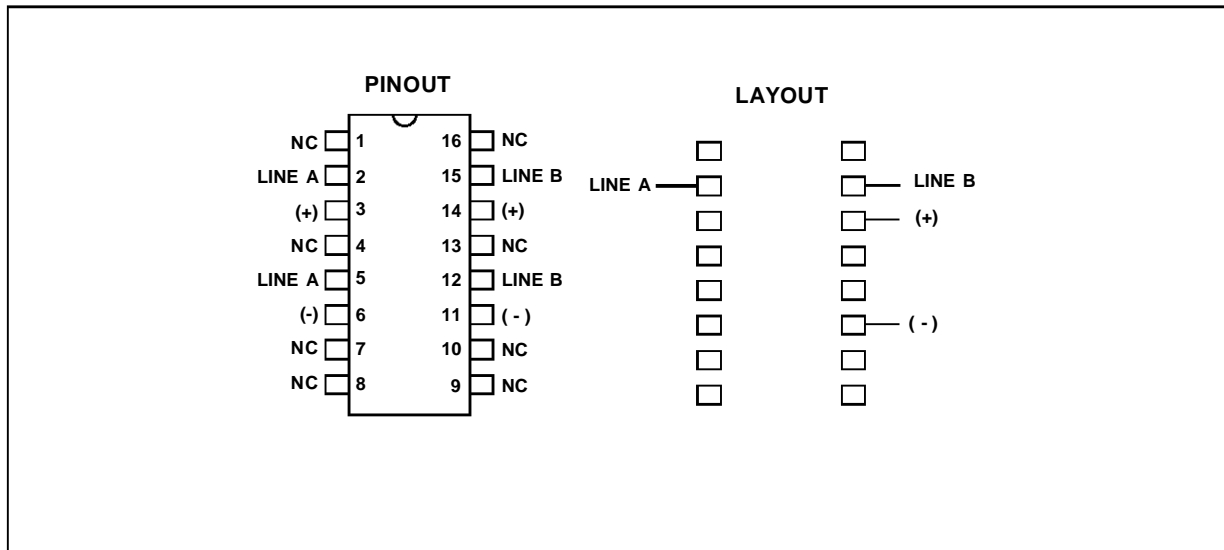 PINOUT
NC 1 16 NC
LINE A 2 15 LINE B
(+) 3 14 (+)
NC 4 13 NC
LINE A 5 12 LINE B
(-) 6 11 ( - )
NC 7 10 NC
NC 8 9 NC
LAYOUT
LINE A LINE B
(+)
( - )